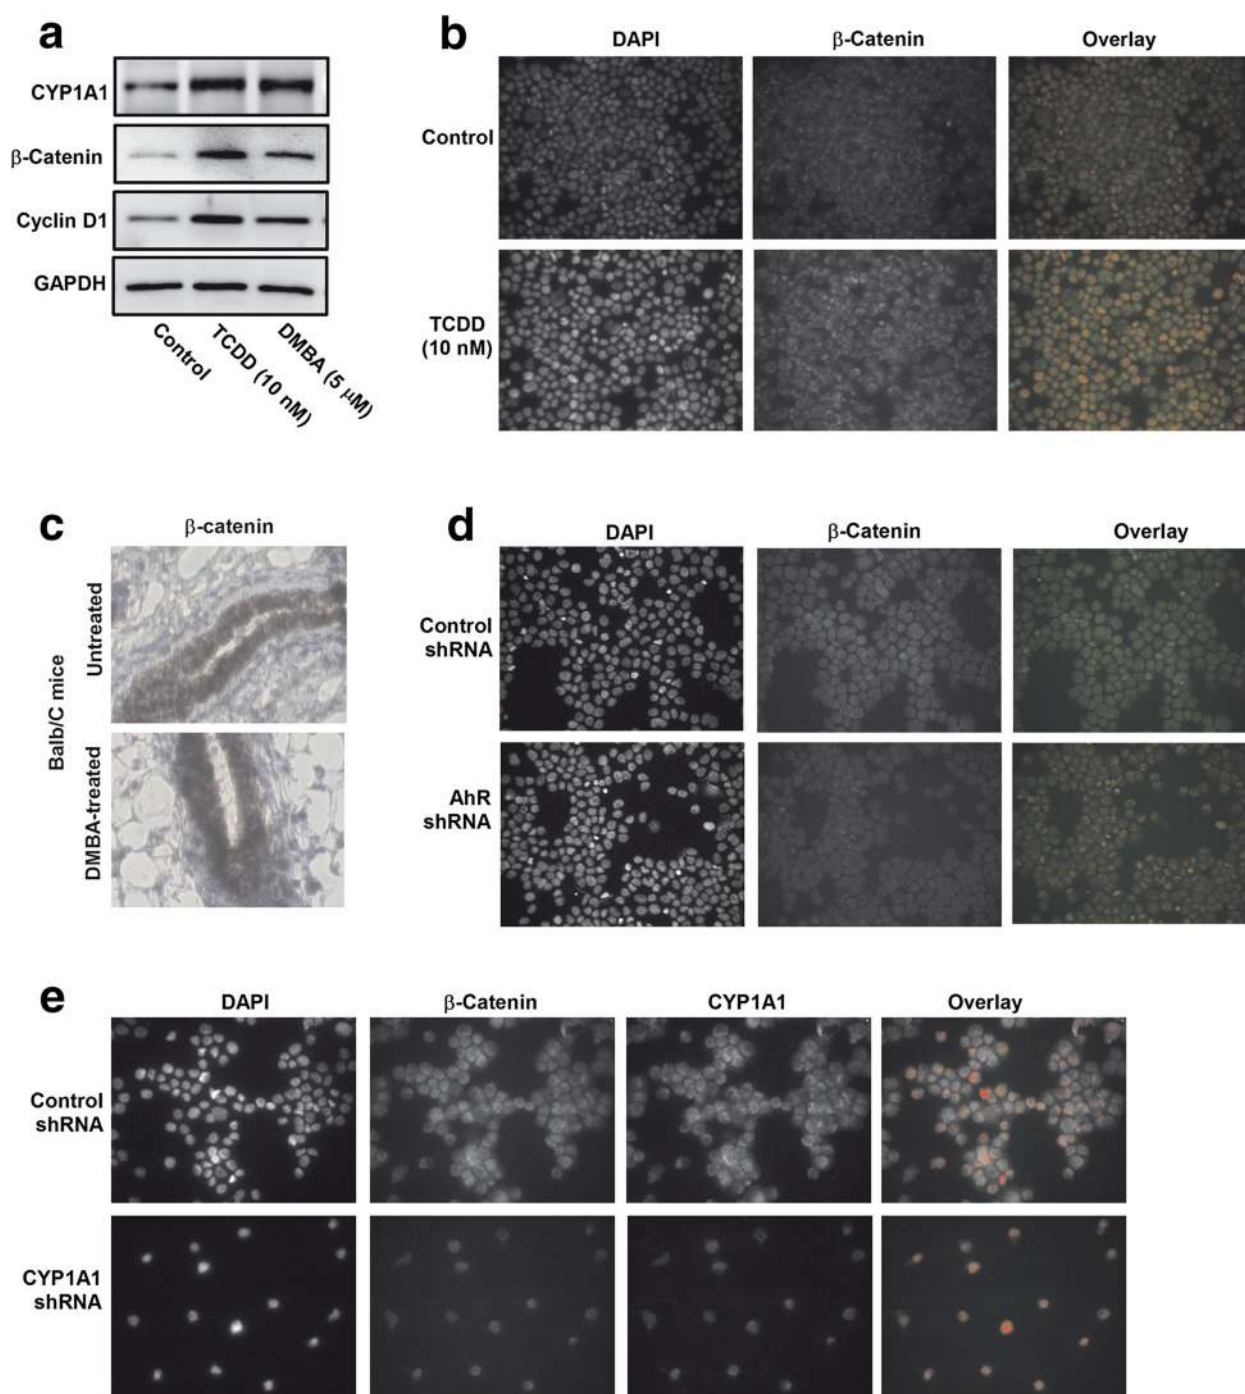 a
CYP1A1
β-Catenin
Cyclin D1
GAPDH
Control
TCDD (10 nM)
DMBA (5 μM)
b
DAPI
β-Catenin
Overlay
Control
TCDD
(10 nM)
c
β-catenin
Balb/C mice
Untreated
DMBA-treated
d
DAPI
β-Catenin
Overlay
Control
shRNA
AhR
shRNA
e
DAPI
β-Catenin
CYP1A1
Overlay
Control
shRNA
CYP1A1
shRNA